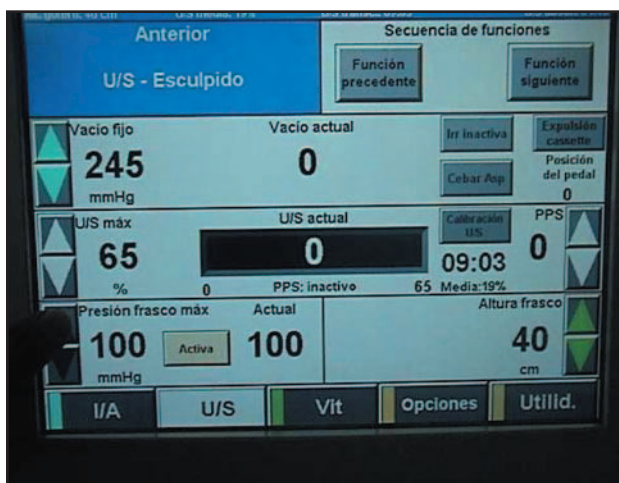 Anterior
Secuencia de funciones
U/S - Esculpido
Función precedente
Función siguiente
Vacío fijo
245
mmHg
Vacío actual
0
Irr inactiva
Expulsión cassette
Cebar Asp
Posición del pedal
0
U/S máx
65
%
U/S actual
0
0
PPS: inactivo
65
Calibración U/S
09:03
Media:19%
PPS
0
Presión frasco máx
100
mmHg
Activa
Actual
100
Altura frasco
40
cm
I/A
U/S
Vit
Opciones
Utilid.